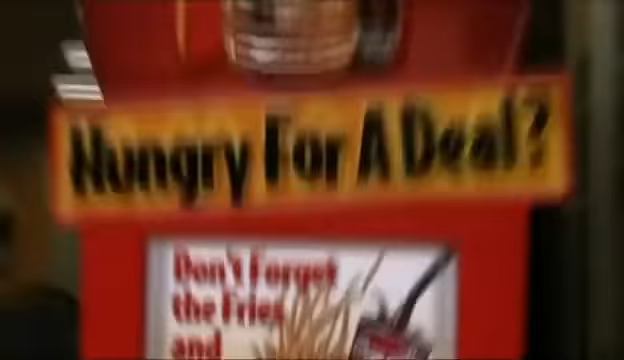 Hungry For A Deal?
Don't Forget
the Fries
and